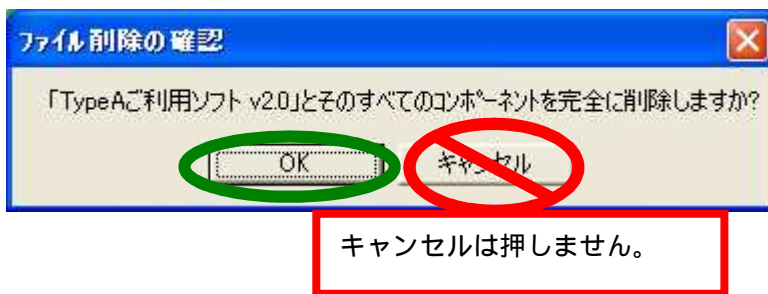 ファイル削除の確認
「TypeAご利用ソフト v2.0」とそのすべてのコンポーネントを完全に削除しますか?
OK
キャンセル
キャンセルは押しません。